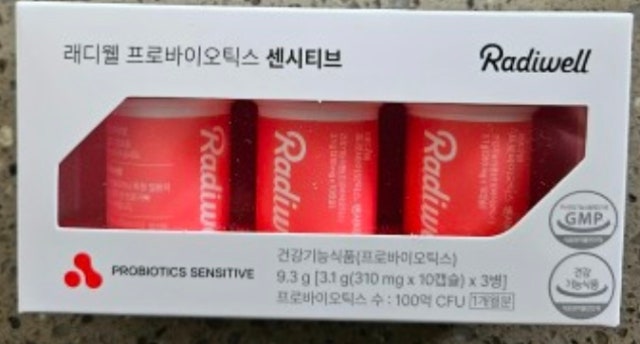 래디웰 프로바이오틱스 센시티브
Radiwell
Radiwell
Radiwell
Radiwell
PROBIOTICS SENSITIVE
건강기능식품(프로바이오틱스)
9.3 g [3.1 g(310 mg x 10캡슐) x 3병]
프로바이오틱스 수 : 100억 CFU 1개월분
GMP
건강
기능식품